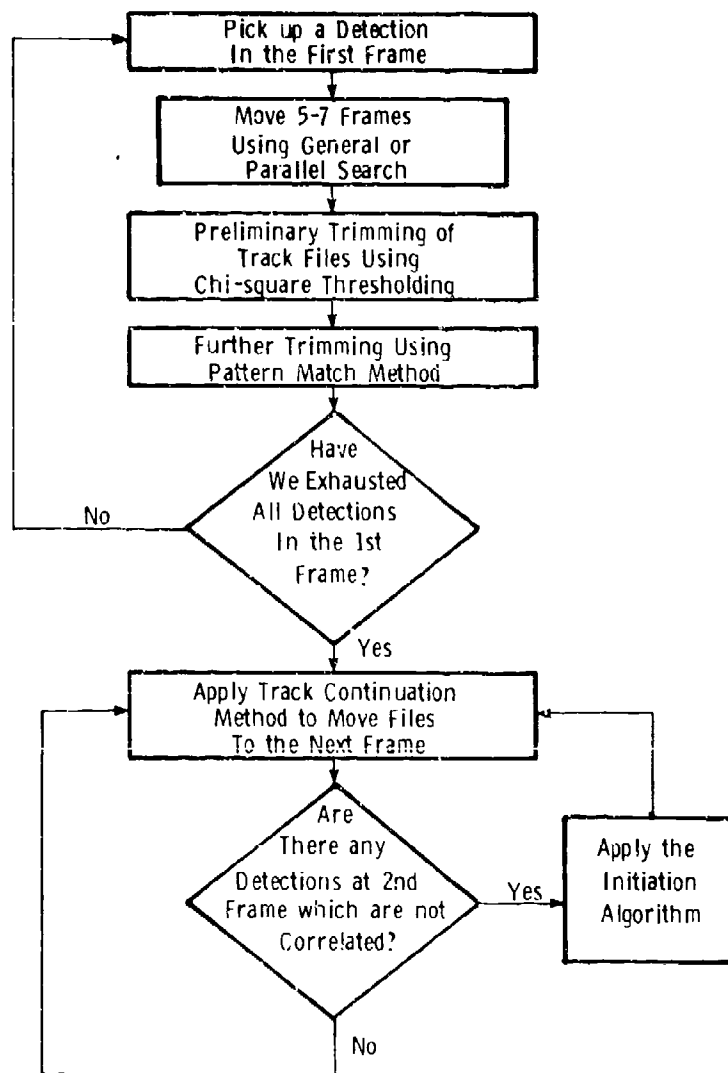 Pick up a Detection
In the First Frame
Move 5-7 Frames
Using General or
Parallel Search
Preliminary Trimming of
Track Files Using
Chi-square Thresholding
Further Trimming Using
Pattern Match Method
Have
We Exhausted
All Detections
In the 1st
Frame?
No
Yes
Apply Track Continuation
Method to Move Files
To the Next Frame
Are
There any
Detections at 2nd
Frame which are not
Correlated?
Yes
Apply the
Initiation
Algorithm
No